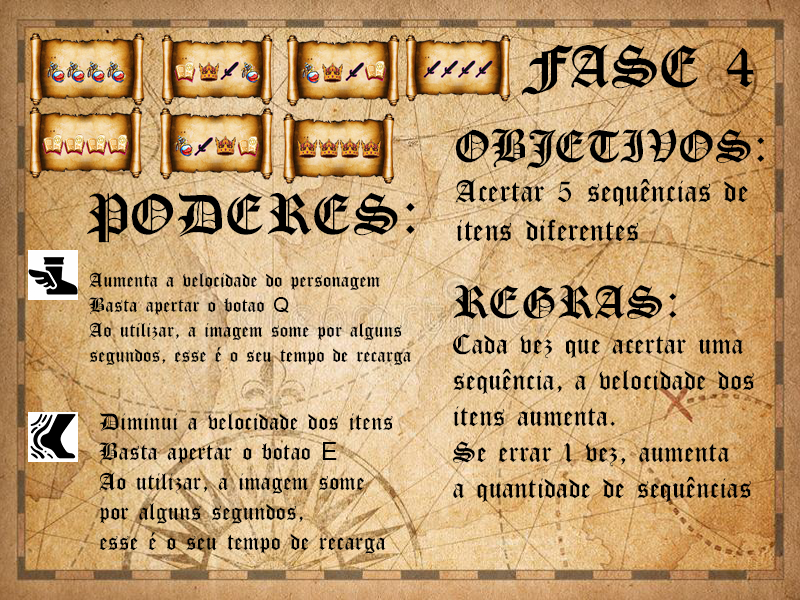 FASE 4
OBJETIVOS:
Acertar 5 sequências de
itens diferentes
PODERES:
Aumenta a velocidade do personagem
Basta apertar o botao Q
Ao utilizar, a imagem some por alguns
segundos, esse é o seu tempo de recarga
Diminui a velocidade dos itens
Basta apertar o botao E
Ao utilizar, a imagem some
por alguns segundos,
esse é o seu tempo de recarga
REGRAS:
Cada vez que acertar uma
sequência, a velocidade dos
itens aumenta.
Se errar 1 vez, aumenta
a quantidade de sequências